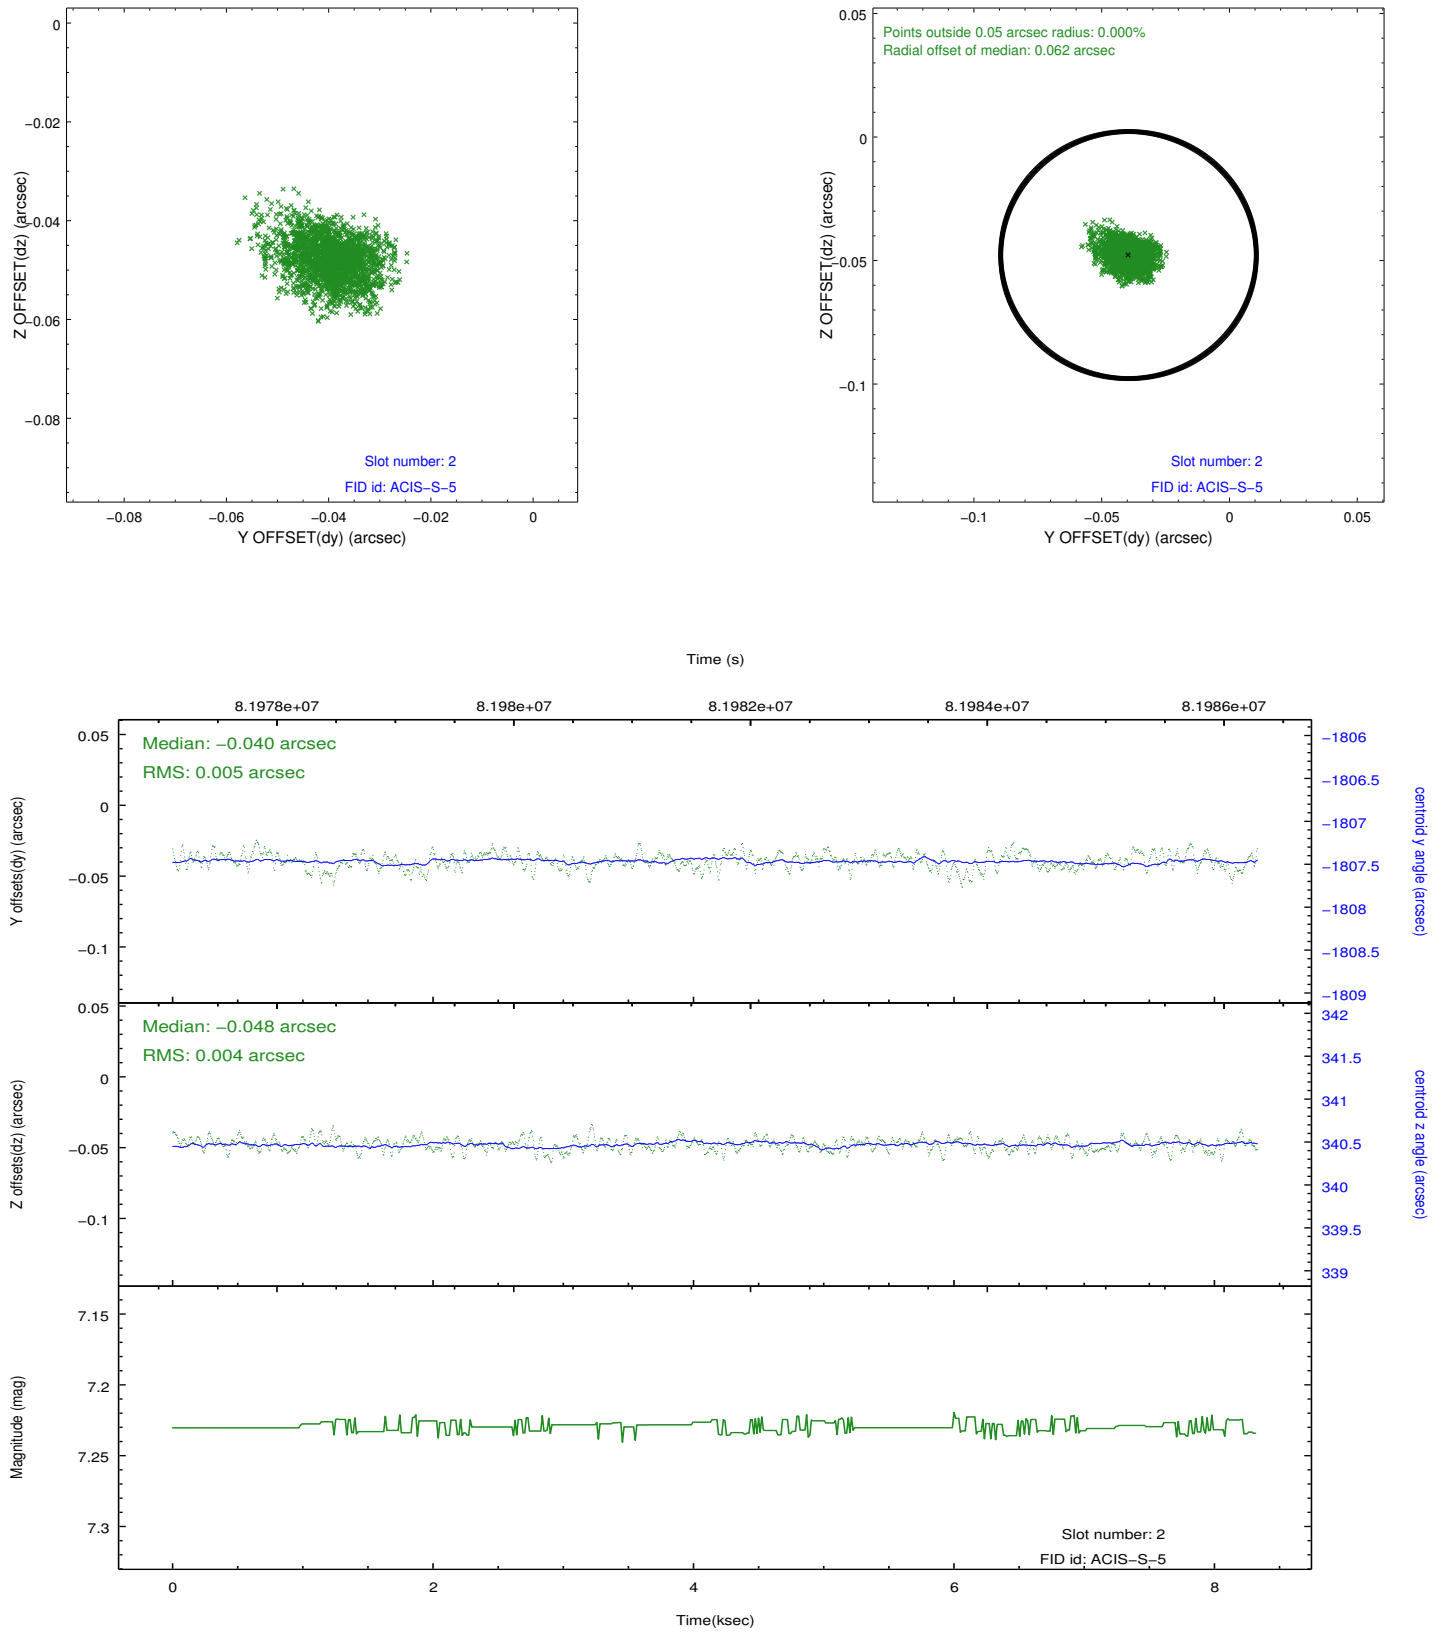 0
−0.02
−0.04
−0.06
−0.08
Z OFFSET(dz) (arcsec)
Slot number: 2
FID id: ACIS−S−5
−0.08 −0.06 −0.04 −0.02 0
Y OFFSET(dy) (arcsec)
Points outside 0.05 arcsec radius: 0.000%
Radial offset of median: 0.062 arcsec
0.05
0
−0.05
−0.1
Z OFFSET(dz) (arcsec)
Slot number: 2
FID id: ACIS−S−5
−0.1 −0.05 0 0.05
Y OFFSET(dy) (arcsec)
Time (s)
8.1978e+07 8.198e+07 8.1982e+07 8.1984e+07 8.1986e+07
Median: −0.040 arcsec
RMS: 0.005 arcsec
0.05
0
−0.05
−0.1
Y offsets(dy) (arcsec)
−1806
−1806.5
−1807
−1807.5
−1808
−1808.5
−1809
centroid y angle (arcsec)
Median: −0.048 arcsec
RMS: 0.004 arcsec
0.05
0
−0.05
−0.1
Z offsets(dz) (arcsec)
342
341.5
341
340.5
340
339.5
339
centroid z angle (arcsec)
7.15
7.2
7.25
7.3
Magnitude (mag)
Slot number: 2
FID id: ACIS−S−5
0 2 4 6 8
Time(ksec)